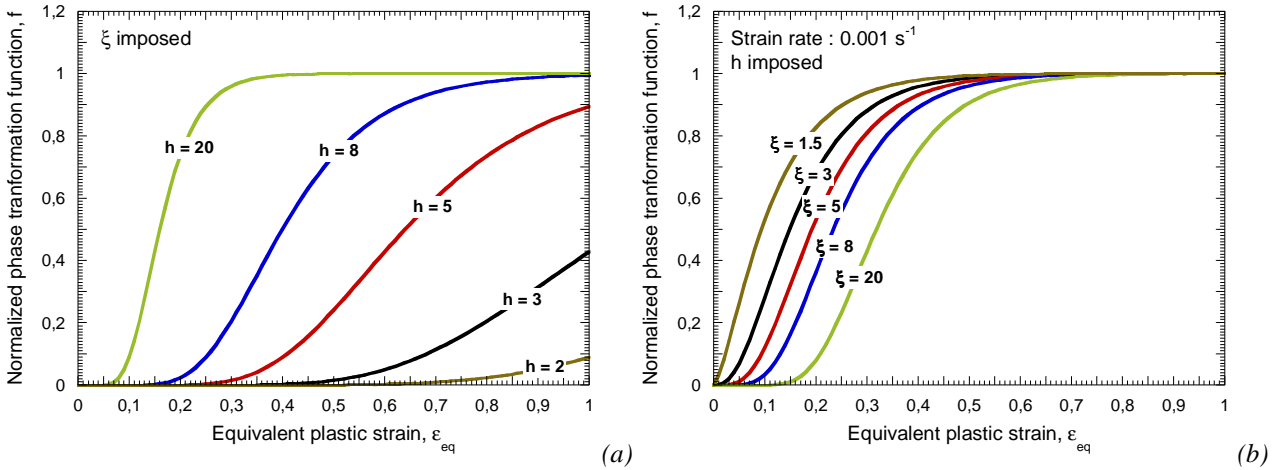 1,2
1
0,8
0,6
0,4
0,2
0
Normalized phase tranformation function, f
ξ imposed
h = 20
h = 8
h = 5
h = 3
h = 2
0 0,1 0,2 0,3 0,4 0,5 0,6 0,7 0,8 0,9 1
Equivalent plastic strain, εeq
(a)
1,2
1
0,8
0,6
0,4
0,2
0
Normalized phase tranformation function, f
Strain rate : 0.001 s⁻¹
h imposed
ξ = 1.5
ξ = 3
ξ = 5
ξ = 8
ξ = 20
0 0,1 0,2 0,3 0,4 0,5 0,6 0,7 0,8 0,9 1
Equivalent plastic strain, εeq
(b)